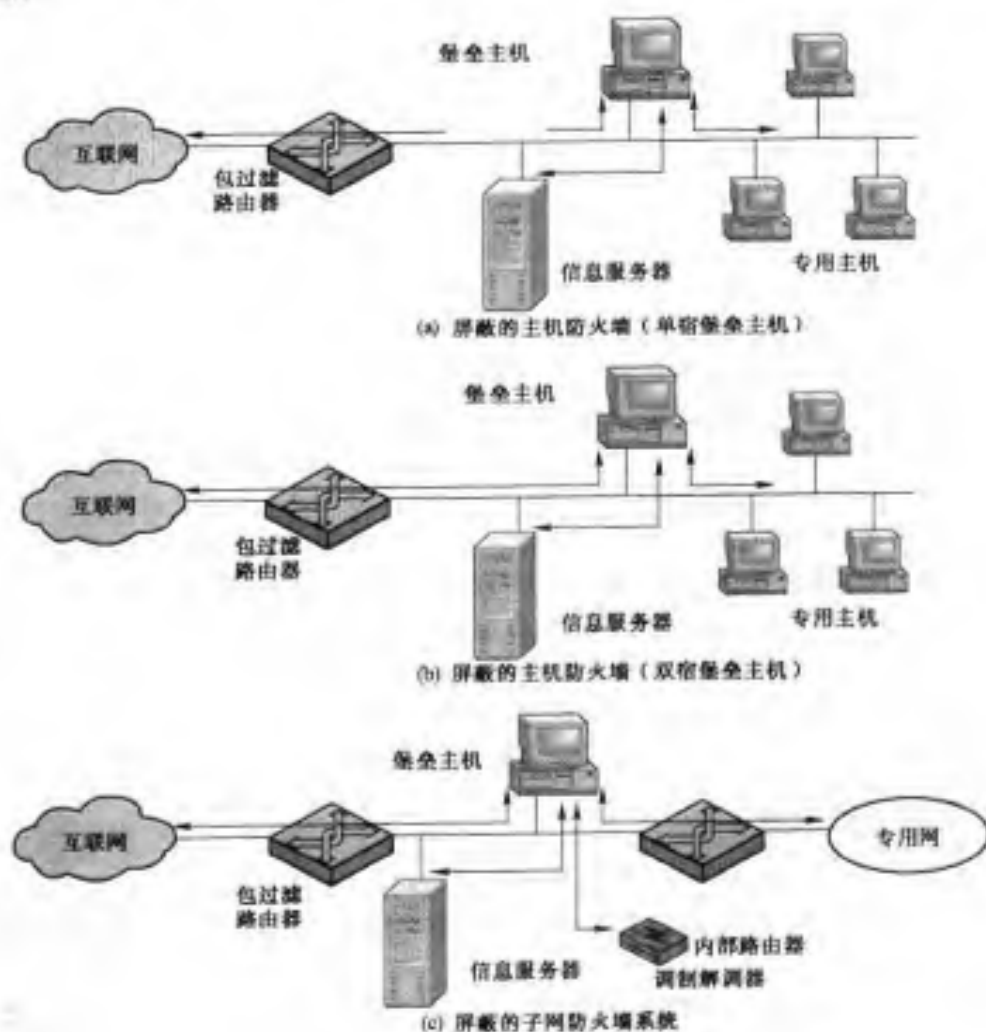 堡垒主机
互联网
包过滤
路由器
信息服务器
专用主机
(a) 屏蔽的主机防火墙（单宿堡垒主机）
堡垒主机
互联网
包过滤
路由器
信息服务器
专用主机
(b) 屏蔽的主机防火墙（双宿堡垒主机）
堡垒主机
互联网
专用网
包过滤
路由器
内部路由器
信息服务器
调制解调器
(c) 屏蔽的子网防火墙系统